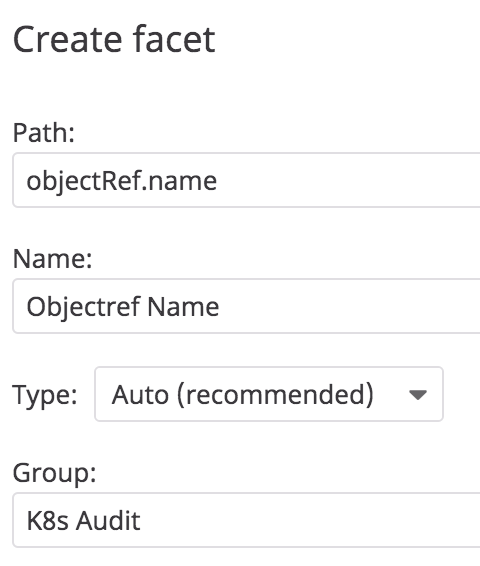 Create facet
Path:
objectRef.name
Name:
Objectref Name
Type: Auto (recommended)
Group:
K8s Audit